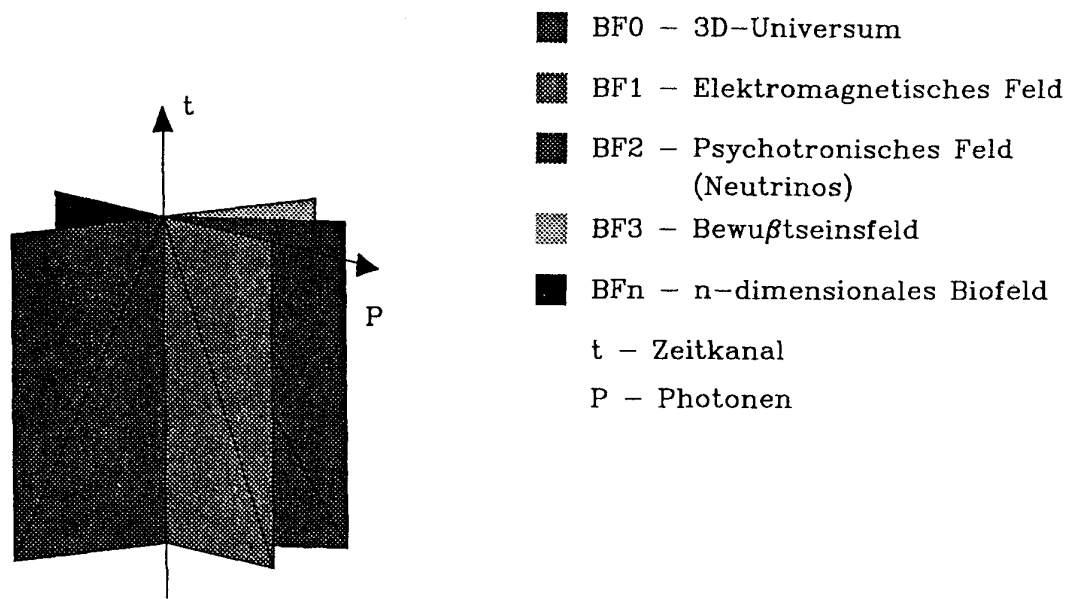 t
P
BF0 – 3D–Universum
BF1 – Elektromagnetisches Feld
BF2 – Psychotronisches Feld
(Neutrinos)
BF3 – Bewußtseinsfeld
BFn – n–dimensionales Biofeld
t – Zeitkanal
P – Photonen